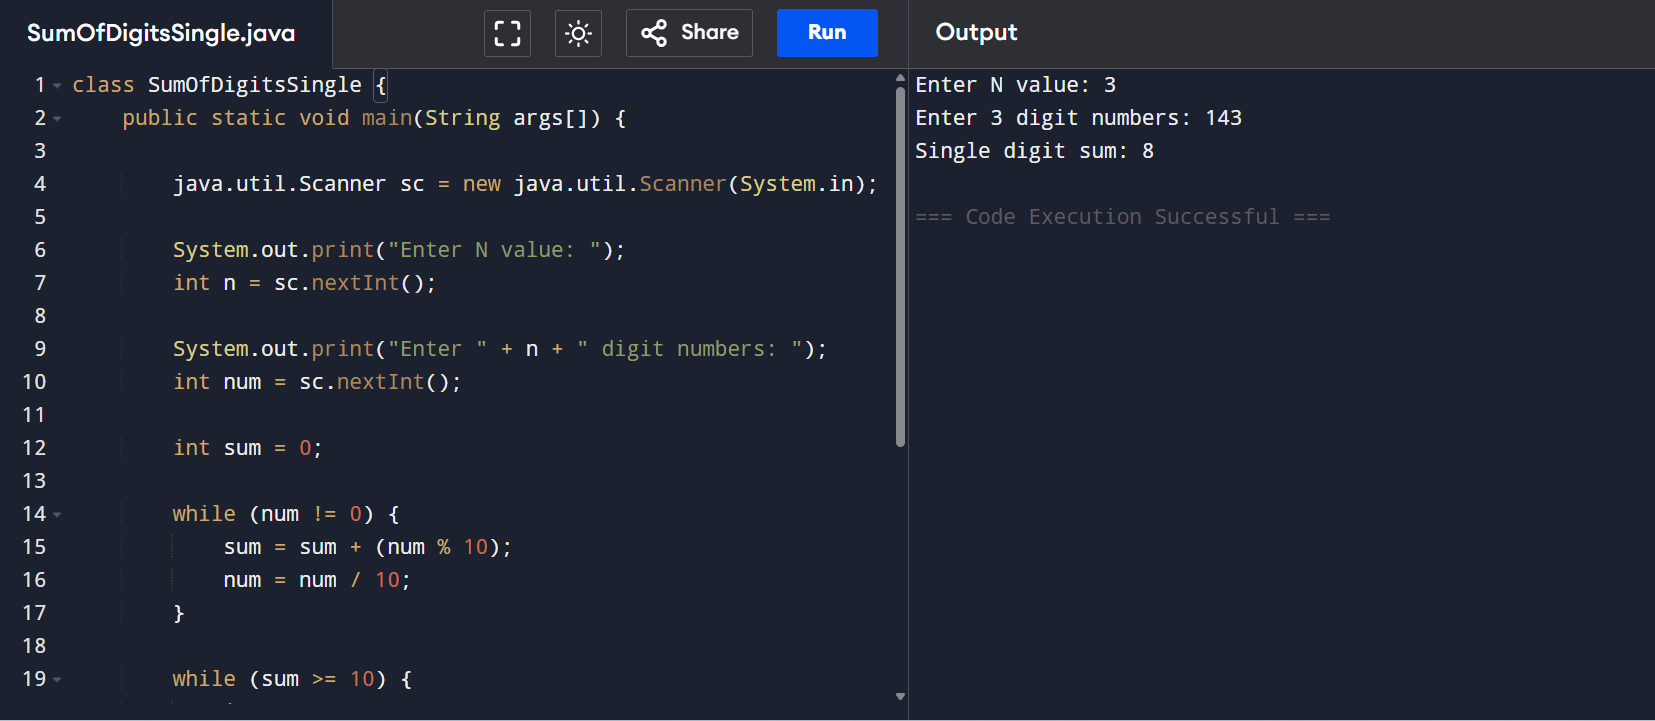 SumOfDigitsSingle.java
Share
Run
Output
1 class SumOfDigitsSingle {
2     public static void main(String args[]) {
3
4         java.util.Scanner sc = new java.util.Scanner(System.in);
5
6         System.out.print("Enter N value: ");
7         int n = sc.nextInt();
8
9         System.out.print("Enter " + n + " digit numbers: ");
10         int num = sc.nextInt();
11
12         int sum = 0;
13
14         while (num != 0) {
15             sum = sum + (num % 10);
16             num = num / 10;
17         }
18
19         while (sum >= 10) {
Enter N value: 3
Enter 3 digit numbers: 143
Single digit sum: 8
=== Code Execution Successful ===